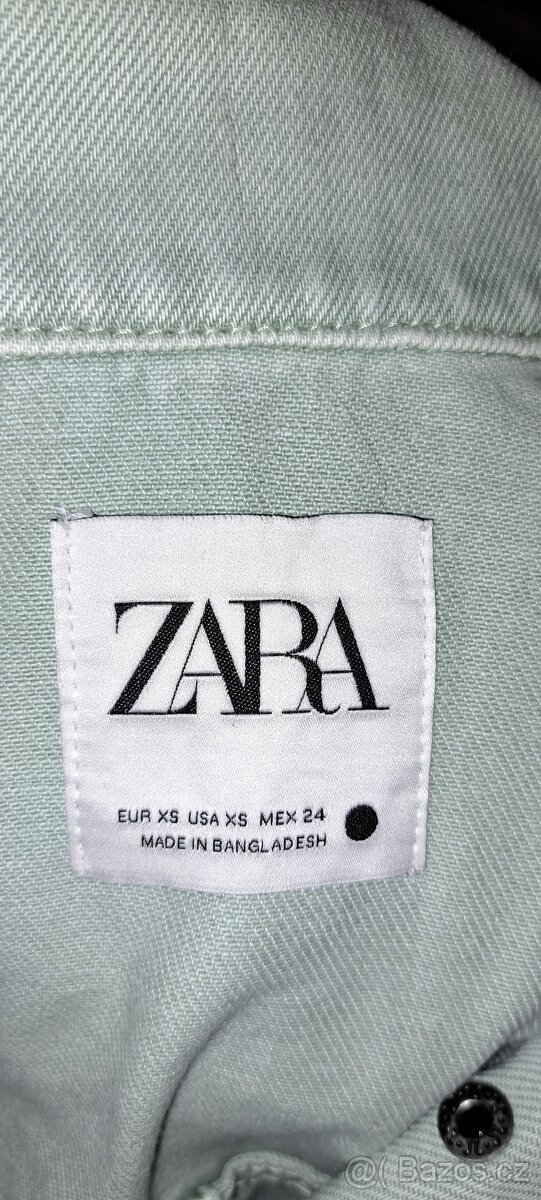 ZARA
EUR XS USA XS MEX 24
MADE IN BANGLADESH
@( Bazos.cz